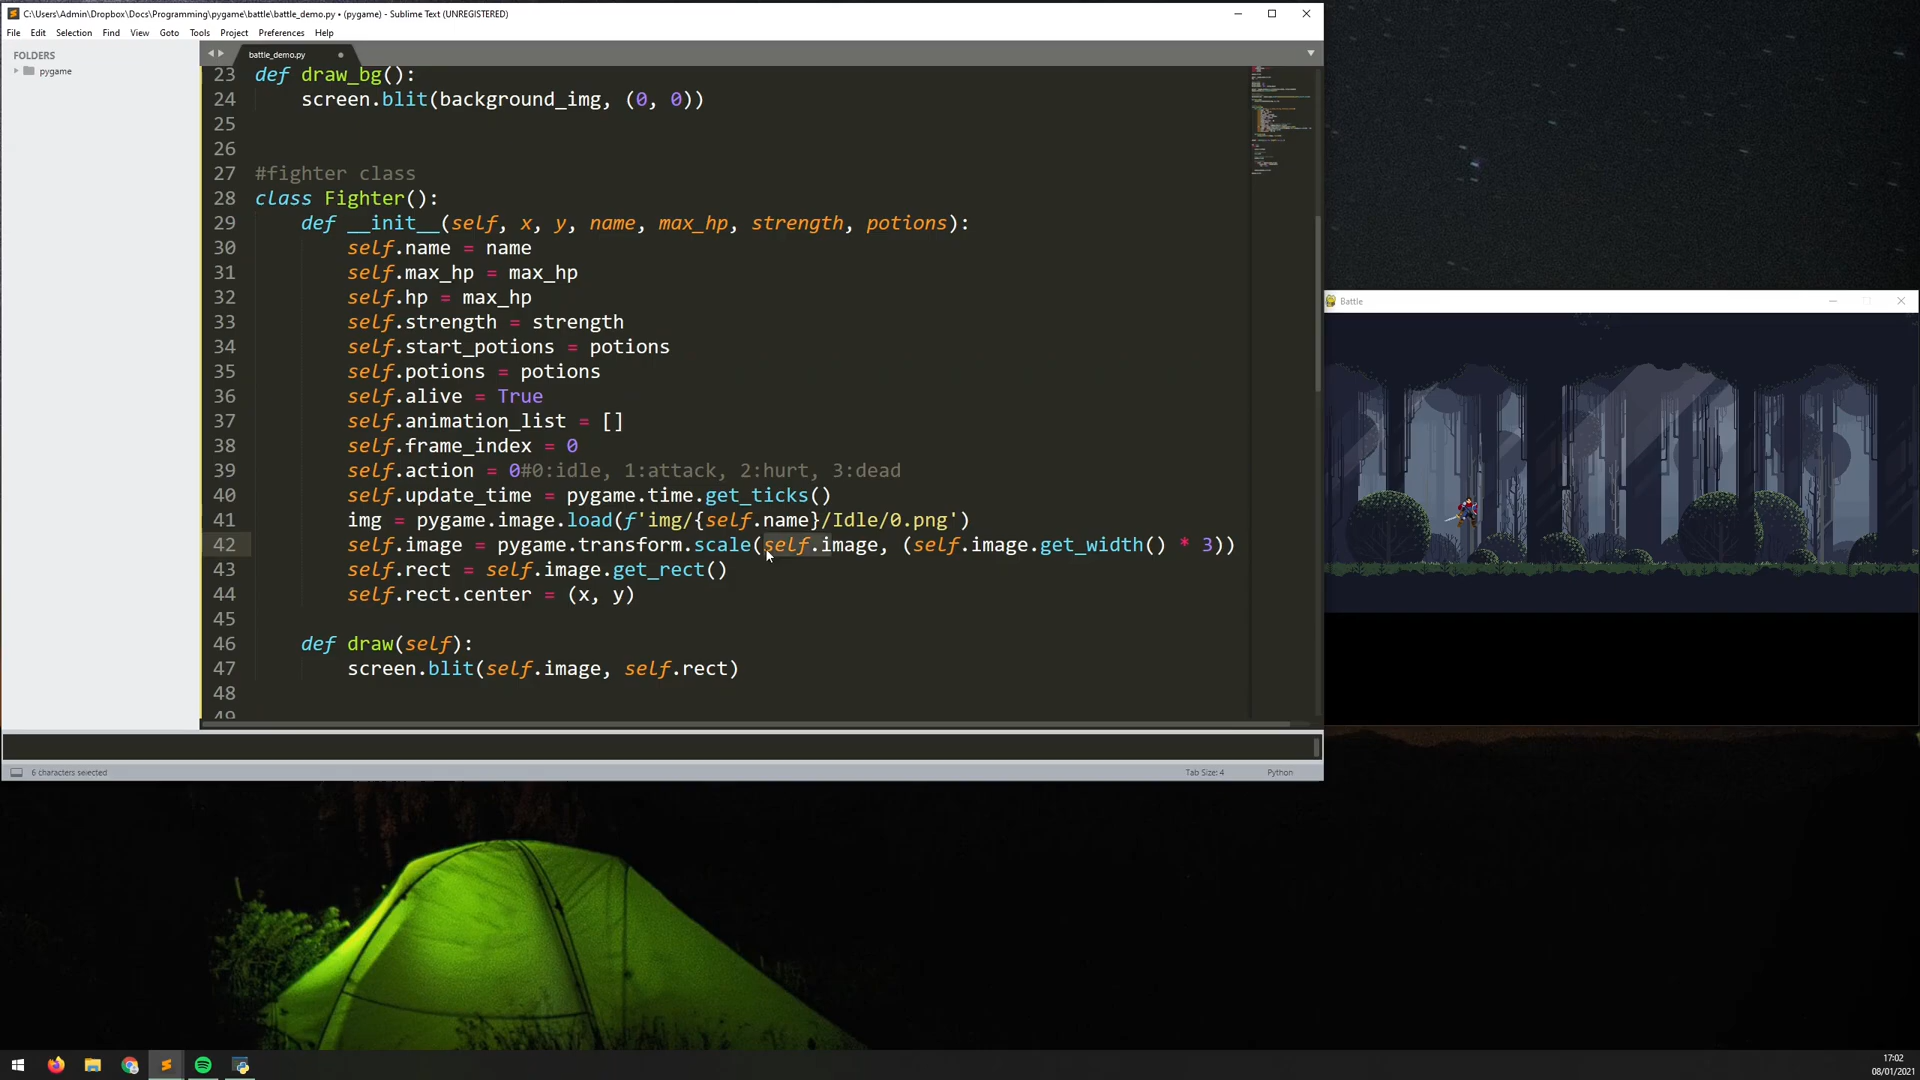 C:\Users\Admin\Dropbox\Docs\Programming\pygame\battle\battle_demo.py • (pygame) - Sublime Text (UNREGISTERED)
File Edit Selection Find View Goto Tools Project Preferences Help
FOLDERS
pygame
battle_demo.py
23 def draw_bg():
24 screen.blit(background_img, (0, 0))
25
26
27 #fighter class
28 class Fighter():
29 def __init__(self, x, y, name, max_hp, strength, potions):
30 self.name = name
31 self.max_hp = max_hp
32 self.hp = max_hp
33 self.strength = strength
34 self.start_potions = potions
35 self.potions = potions
36 self.alive = True
37 self.animation_list = []
38 self.frame_index = 0
39 self.action = 0#0:idle, 1:attack, 2:hurt, 3:dead
40 self.update_time = pygame.time.get_ticks()
41 img = pygame.image.load(f'img/{self.name}/Idle/0.png')
42 self.image = pygame.transform.scale(self.image, (self.image.get_width() * 3))
43 self.rect = self.image.get_rect()
44 self.rect.center = (x, y)
45
46 def draw(self):
47 screen.blit(self.image, self.rect)
48
49
6 characters selected
Tab Size: 4
Python
Battle
17:02
08/01/2021